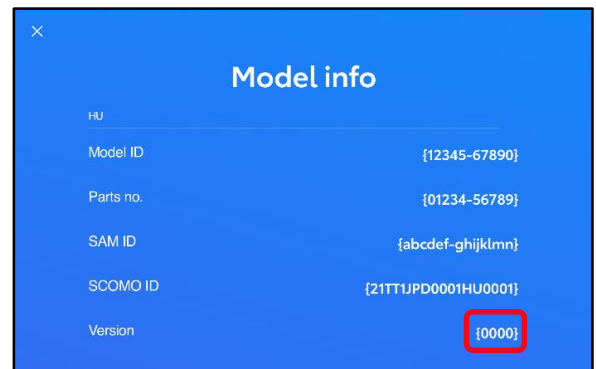 ×
Model info
HU
Model ID {12345-67890}
Parts no. {01234-56789}
SAM ID {abcdef-ghijklmn}
SCOMO ID {21TT1JPD0001HU0001}
Version {0000}